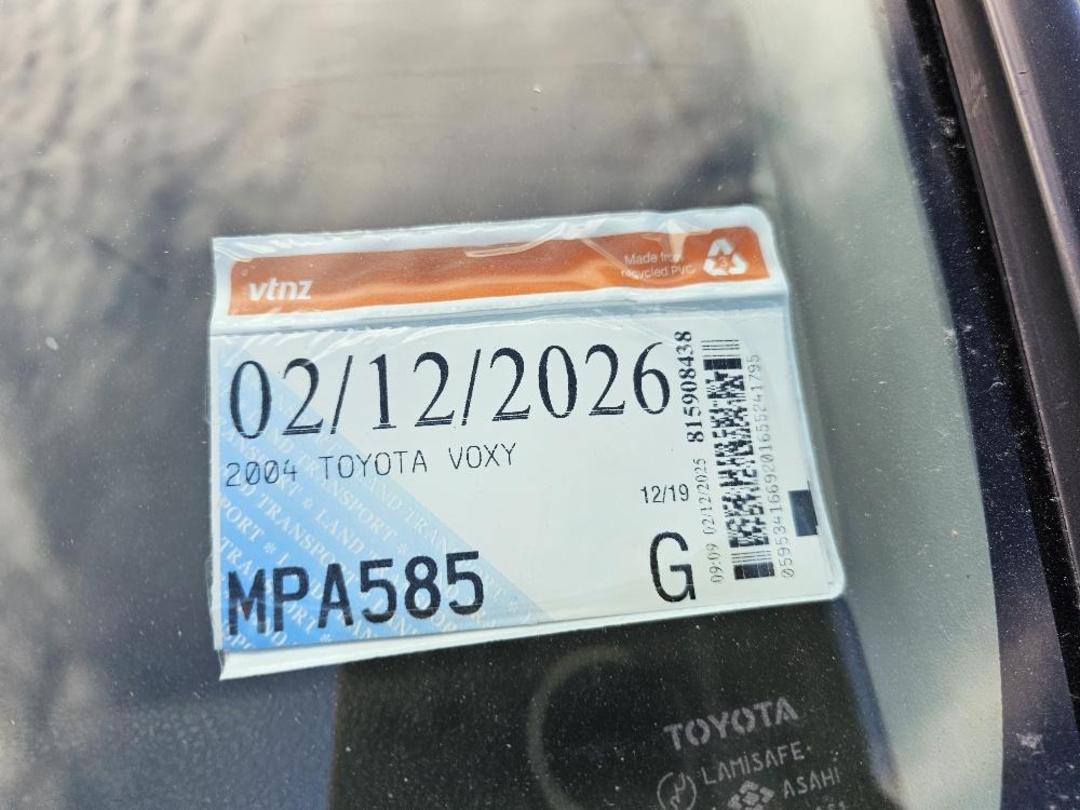 vtnz
Made from
recycled PVC
3
02/12/2026
2004 TOYOTA VOXY
12/19
MPA585
G
09:09 02/12/2025 815908438
TOYOTA
LAMISAFE
ASAHI